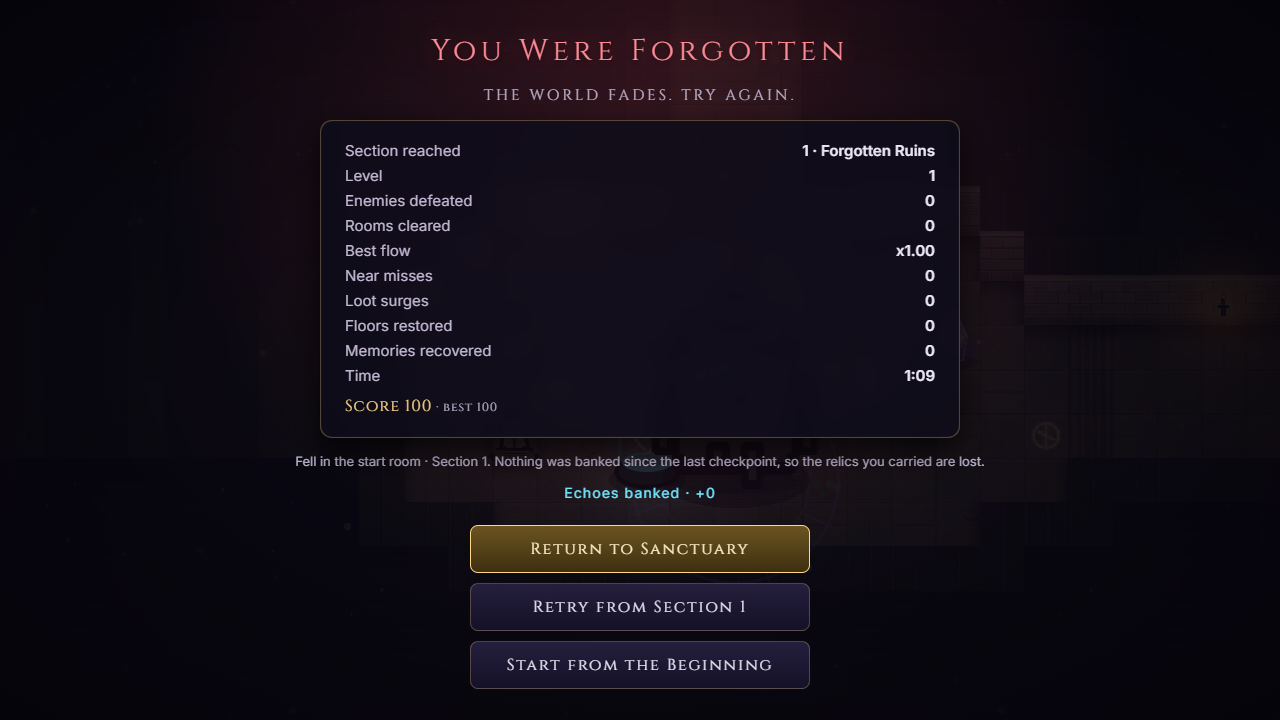 You Were Forgotten
THE WORLD FADES. TRY AGAIN.
Section reached 1 · Forgotten Ruins
Level 1
Enemies defeated 0
Rooms cleared 0
Best flow x1.00
Near misses 0
Loot surges 0
Floors restored 0
Memories recovered 0
Time 1:09
Score 100 · BEST 100
Fell in the start room · Section 1. Nothing was banked since the last checkpoint, so the relics you carried are lost.
Echoes banked · +0
Return to Sanctuary
Retry from Section 1
Start from the Beginning